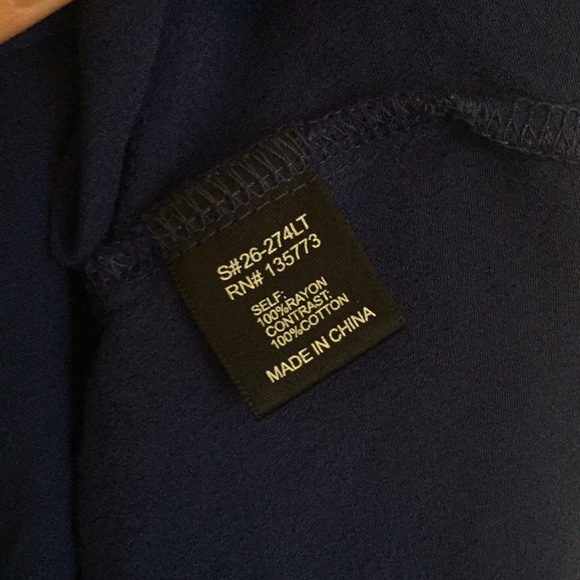 S#26-274LT
RN# 135773
SELF:
100%RAYON
CONTRAST:
100%COTTON
MADE IN CHINA